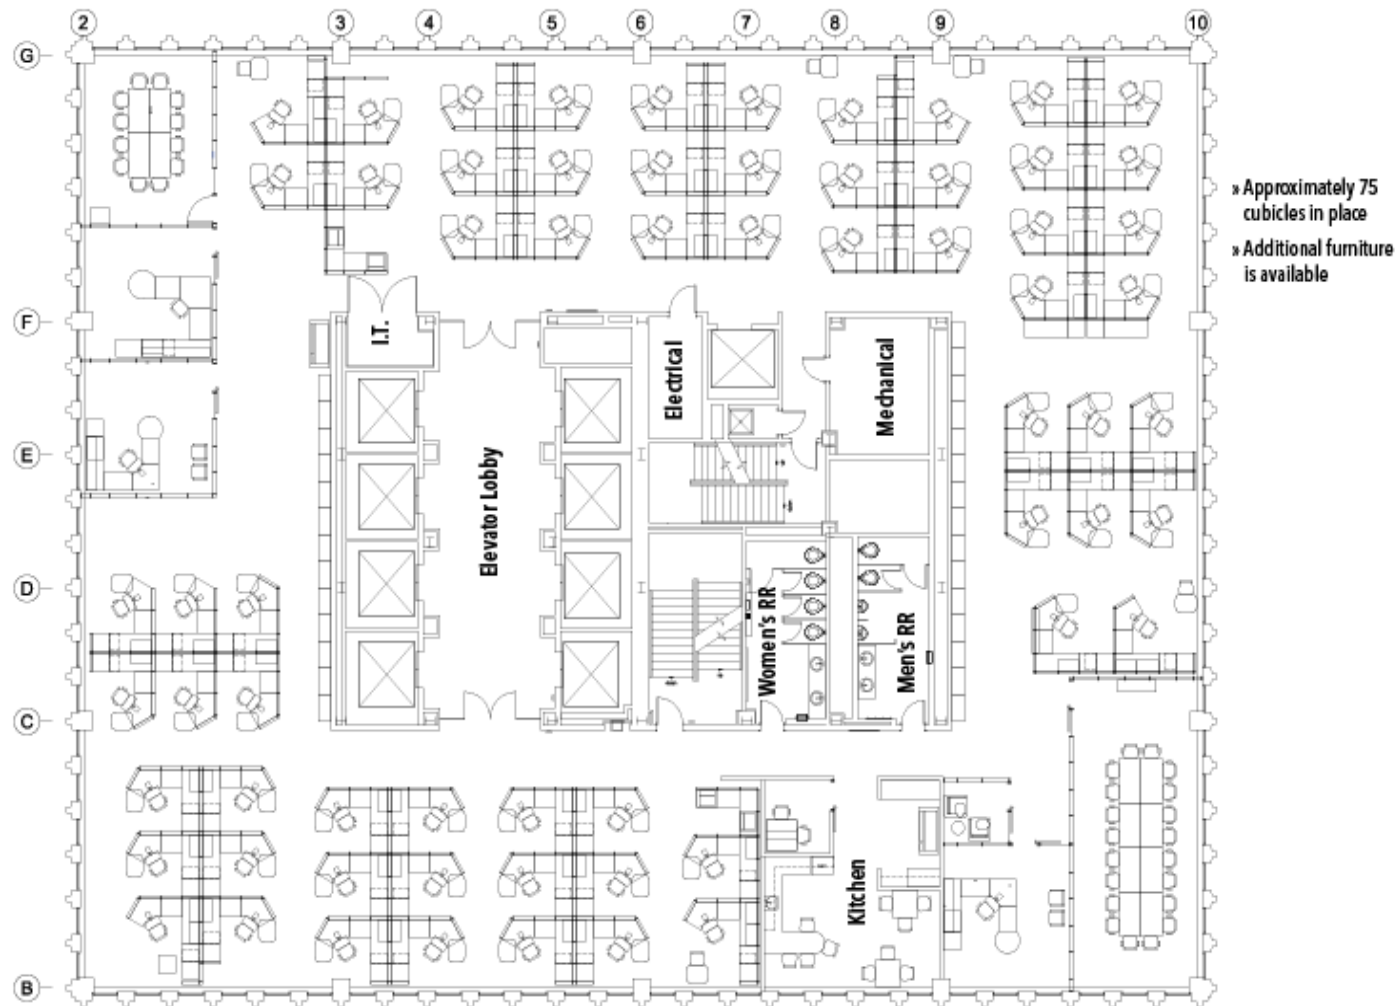 2 3 4 5 6 7 8 9 10
G
» Approximately 75
cubicles in place
» Additional furniture
is available
F
I.T.
Electrical
Mechanical
E
Elevator Lobby
D
Women's RR
Men's RR
C
Kitchen
B